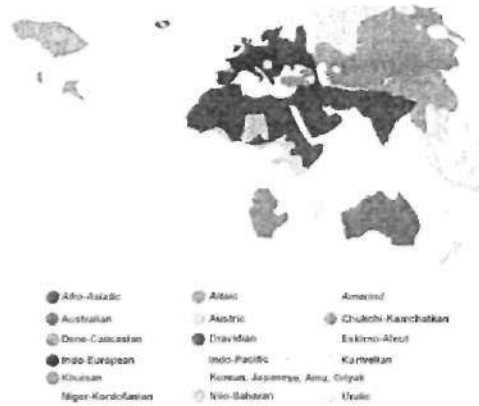 Afro-Asiatic Altaic Amerind
Australian Austric Chukchi-Kamchatkan
Dene-Caucasian Dravidian Eskimo-Aleut
Indo-European Indo-Pacific Kartvelian
Khoisan Korean, Japanese, Ainu, Gilyak
Niger-Kordofanian Nilo-Saharan Uralic